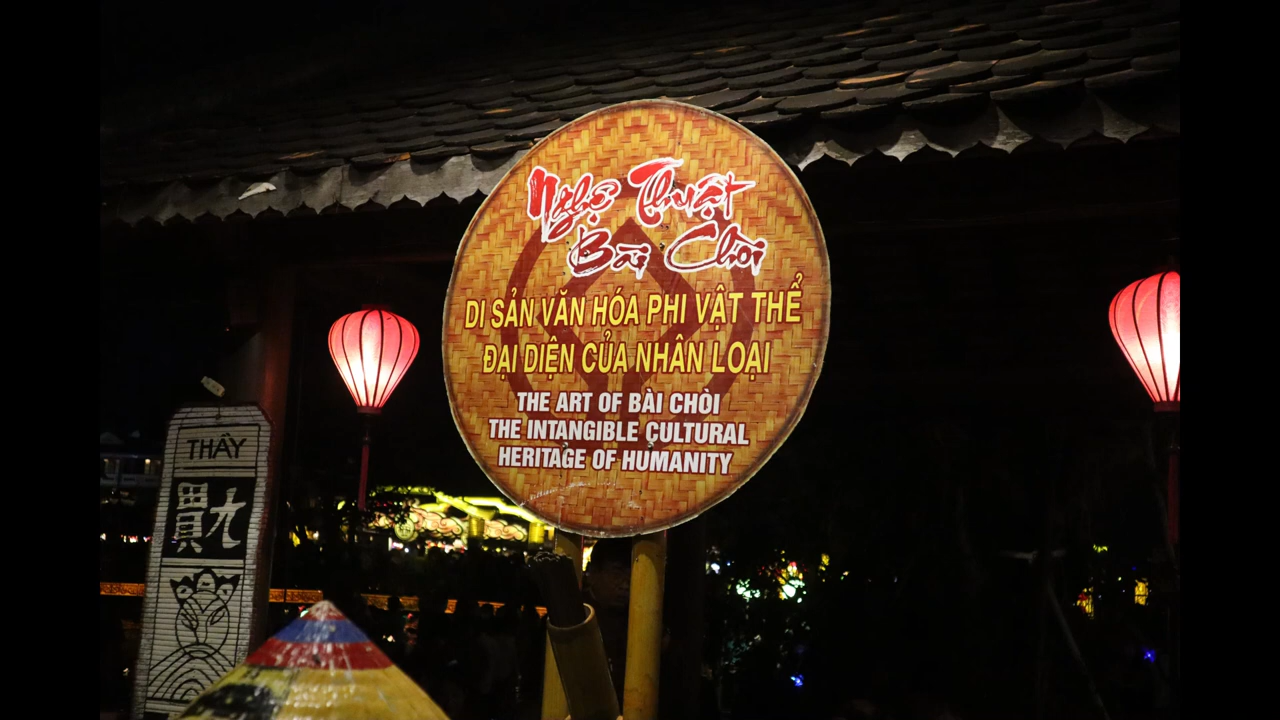 Nghệ Thuật
Bài Chòi
DI SẢN VĂN HÓA PHI VẬT THỂ
ĐẠI DIỆN CỦA NHÂN LOẠI
THE ART OF BÀI CHÒI
THE INTANGIBLE CULTURAL
HERITAGE OF HUMANITY
THẦY